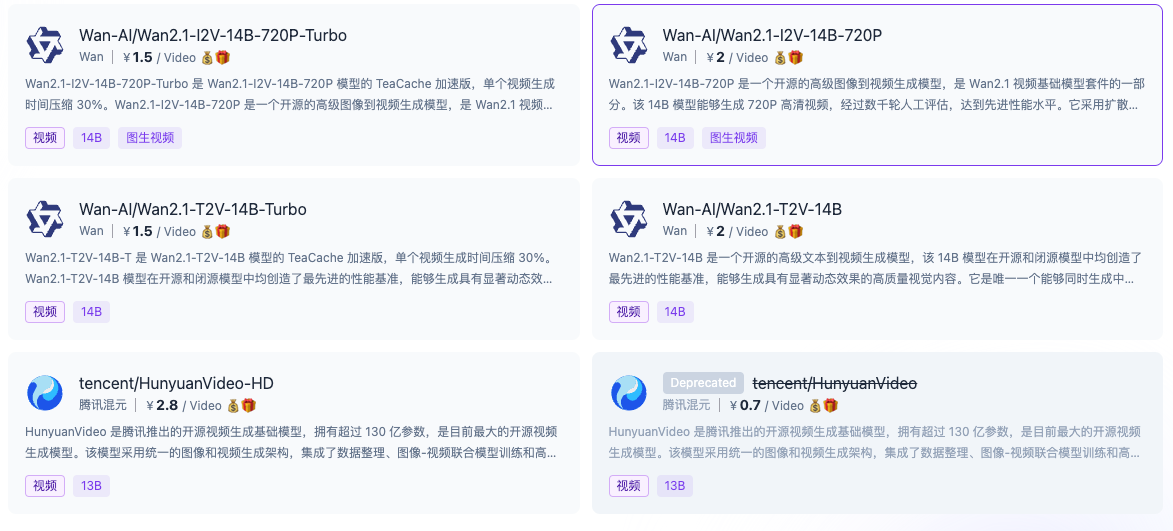 Wan-AI/Wan2.1-I2V-14B-720P-Turbo
Wan | ¥ 1.5 / Video
Wan2.1-I2V-14B-720P-Turbo 是 Wan2.1-I2V-14B-720P 模型的 TeaCache 加速版，单个视频生成
时间压缩 30%。Wan2.1-I2V-14B-720P 是一个开源的高级图像到视频生成模型，是 Wan2.1 视频...
视频 14B 图生视频
Wan-AI/Wan2.1-I2V-14B-720P
Wan | ¥ 2 / Video
Wan2.1-I2V-14B-720P 是一个开源的高级图像到视频生成模型，是 Wan2.1 视频基础模型套件的一部
分。该 14B 模型能够生成 720P 高清视频，经过数千轮人工评估，达到先进性能水平。它采用扩散...
视频 14B 图生视频
Wan-AI/Wan2.1-T2V-14B-Turbo
Wan | ¥ 1.5 / Video
Wan2.1-T2V-14B-T 是 Wan2.1-T2V-14B 模型的 TeaCache 加速版，单个视频生成时间压缩 30%。
Wan2.1-T2V-14B 模型在开源和闭源模型中均创造了最先进的性能基准，能够生成具有显著动态效...
视频 14B
Wan-AI/Wan2.1-T2V-14B
Wan | ¥ 2 / Video
Wan2.1-T2V-14B 是一个开源的高级文本到视频生成模型，该 14B 模型在开源和闭源模型中均创造了
最先进的性能基准，能够生成具有显著动态效果的高质量视觉内容。它是唯一一个能够同时生成中...
视频 14B
tencent/HunyuanVideo-HD
腾讯混元 | ¥ 2.8 / Video
HunyuanVideo 是腾讯推出的开源视频生成基础模型，拥有超过 130 亿参数，是目前最大的开源视频
生成模型。该模型采用统一的图像和视频生成架构，集成了数据整理、图像-视频联合模型训练和高...
视频 13B
Deprecated tencent/HunyuanVideo
腾讯混元 | ¥ 0.7 / Video
HunyuanVideo 是腾讯推出的开源视频生成基础模型，拥有超过 130 亿参数，是目前最大的开源视频
生成模型。该模型采用统一的图像和视频生成架构，集成了数据整理、图像-视频联合模型训练和高...
视频 13B